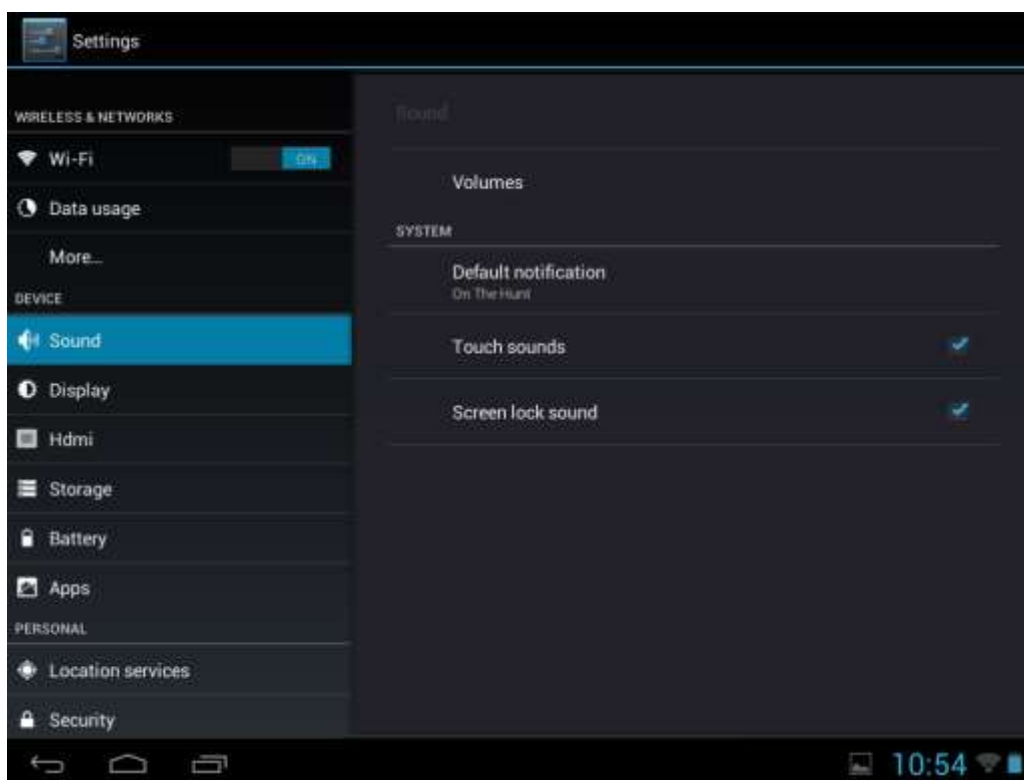 Settings
WIRELESS & NETWORKS
Wi-Fi ON
Data usage
More...
DEVICE
Sound
Display
Hdmi
Storage
Battery
Apps
PERSONAL
Location services
Security
Sound
Volumes
SYSTEM
Default notification
On The Hunt
Touch sounds
Screen lock sound
10:54